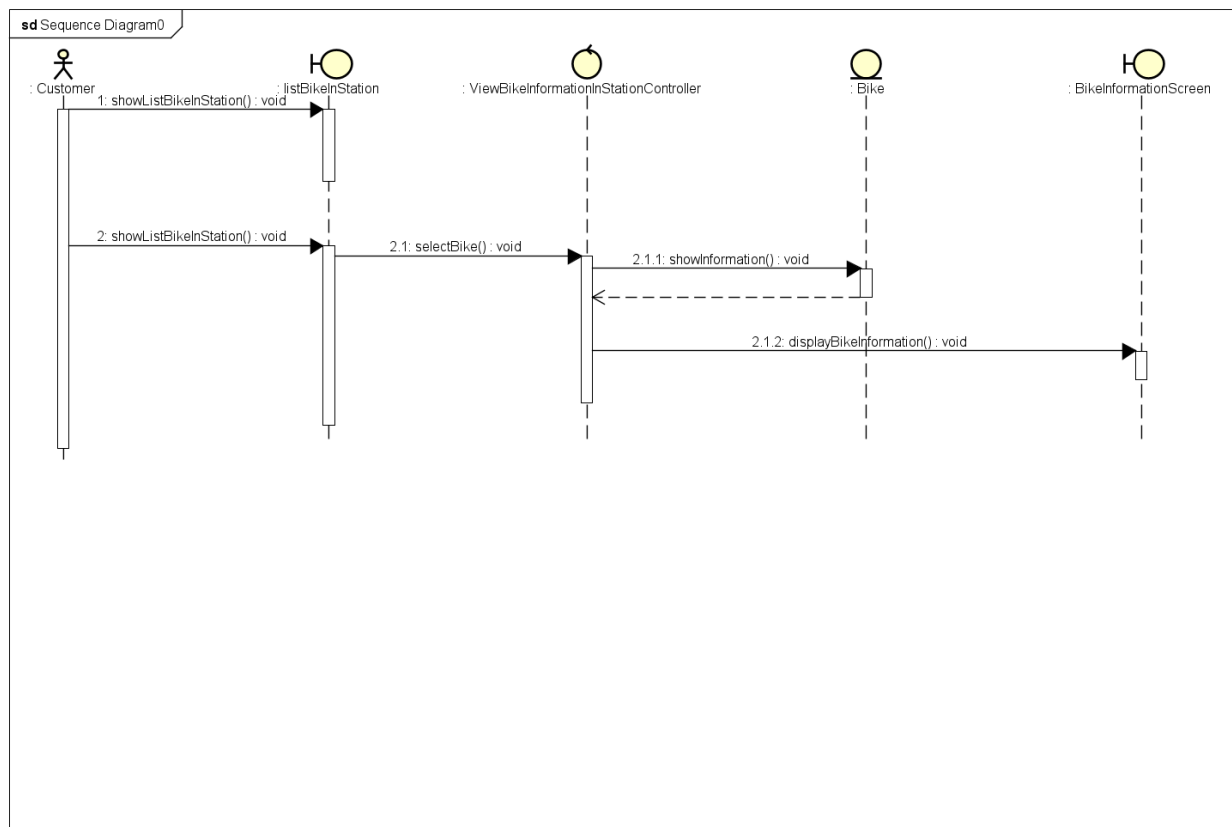 sd Sequence Diagram0
: Customer
: listBikeInStation
: ViewBikeInformationInStationController
: Bike
: BikeInformationScreen
1: showListBikeInStation() : void
2: showListBikeInStation() : void
2.1: selectBike() : void
2.1.1: showInformation() : void
2.1.2: displayBikeInformation() : void